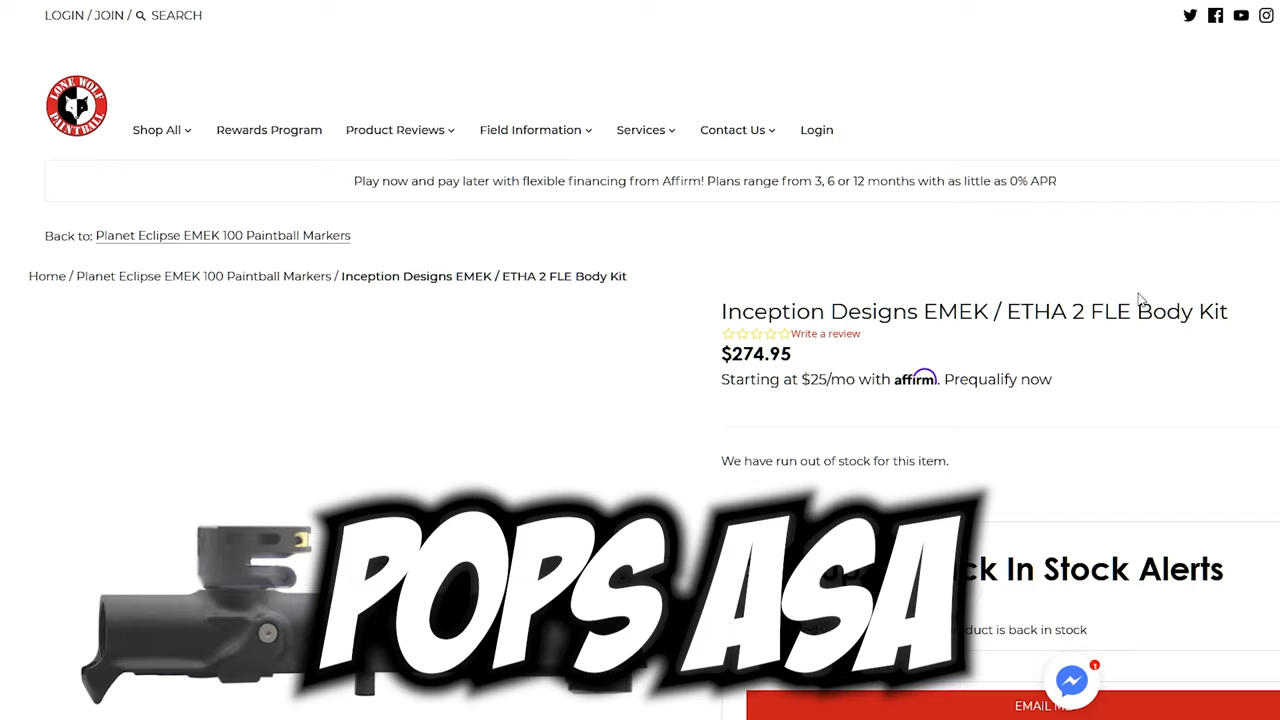 LOGIN / JOIN / SEARCH
LONE WOLF
PAINTBALL
Shop All Rewards Program Product Reviews Field Information Services Contact Us Login
Play now and pay later with flexible financing from Affirm! Plans range from 3, 6 or 12 months with as little as 0% APR
Back to: Planet Eclipse EMEK 100 Paintball Markers
Home / Planet Eclipse EMEK 100 Paintball Markers / Inception Designs EMEK / ETHA 2 FLE Body Kit
Inception Designs EMEK / ETHA 2 FLE Body Kit
Write a review
$274.95
Starting at $25/mo with affirm. Prequalify now
We have run out of stock for this item.
POPS ASA
In Stock Alerts
product is back in stock
1
EMAIL